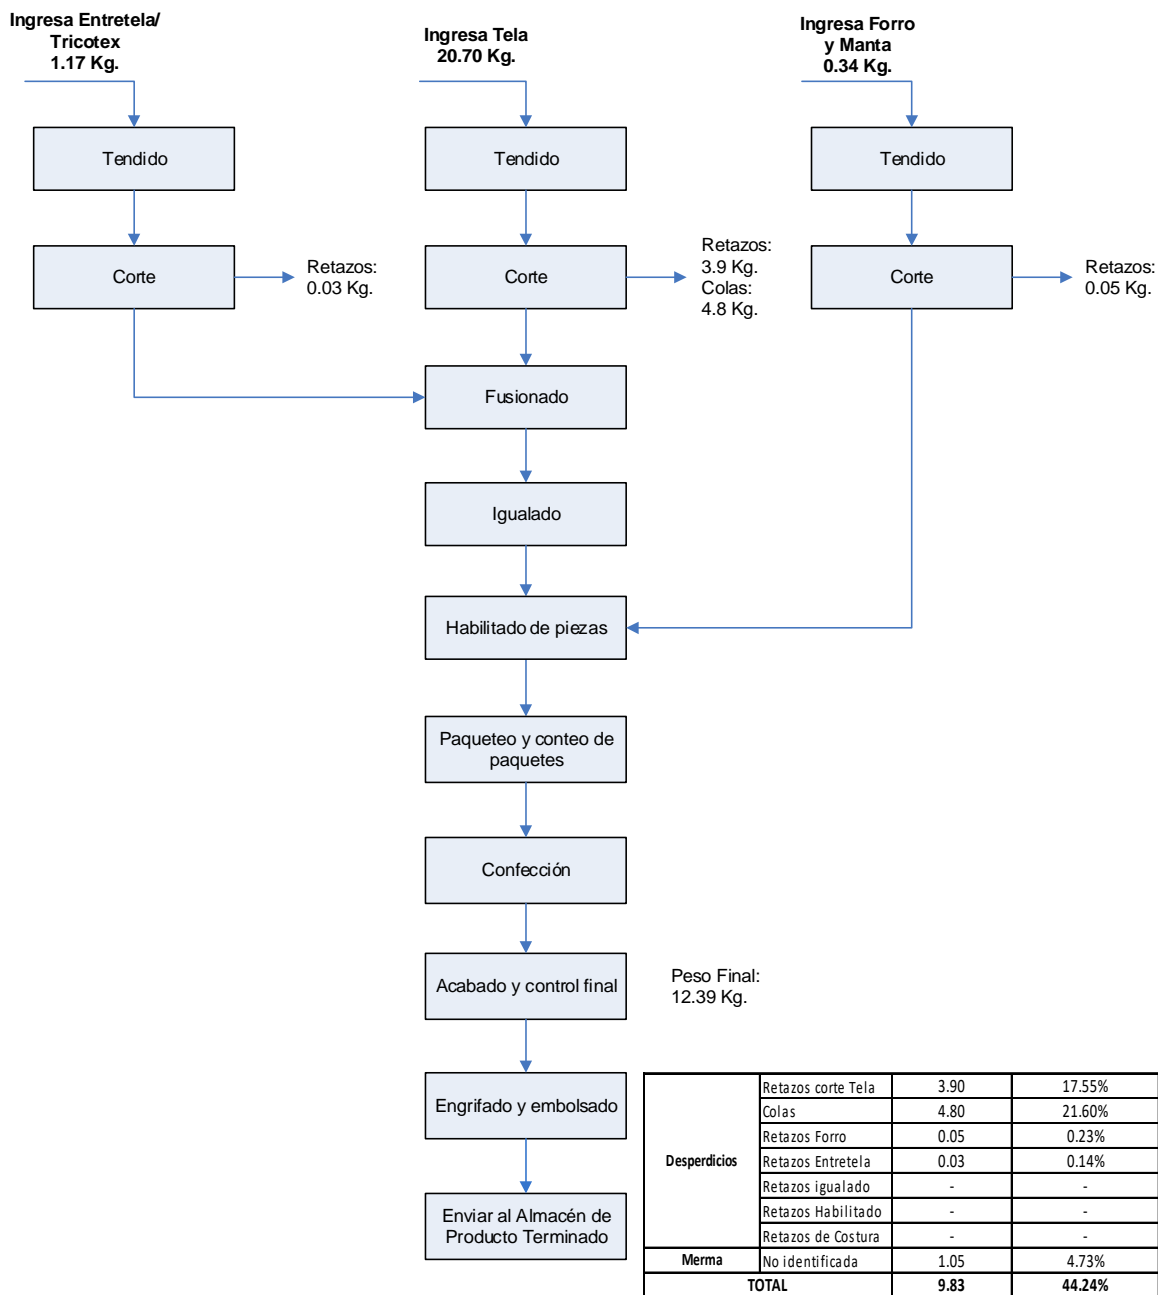 Ingresa Entretela/
Tricotex
1.17 Kg.
Ingresa Tela
20.70 Kg.
Ingresa Forro
y Manta
0.34 Kg.
Tendido
Tendido
Tendido
Corte
Retazos:
0.03 Kg.
Corte
Retazos:
3.9 Kg.
Colas:
4.8 Kg.
Corte
Retazos:
0.05 Kg.
Fusionado
Igualado
Habilitado de piezas
Paqueteo y conteo de
paquetes
Confección
Acabado y control final
Peso Final:
12.39 Kg.
Engrifado y embolsado
Enviar al Almacén de
Producto Terminado
Desperdicios
Retazos corte Tela 3.90 17.55%
Colas 4.80 21.60%
Retazos Forro 0.05 0.23%
Retazos Entretela 0.03 0.14%
Retazos igualado - -
Retazos Habilitado - -
Retazos de Costura - -
Merma No identificada 1.05 4.73%
TOTAL 9.83 44.24%